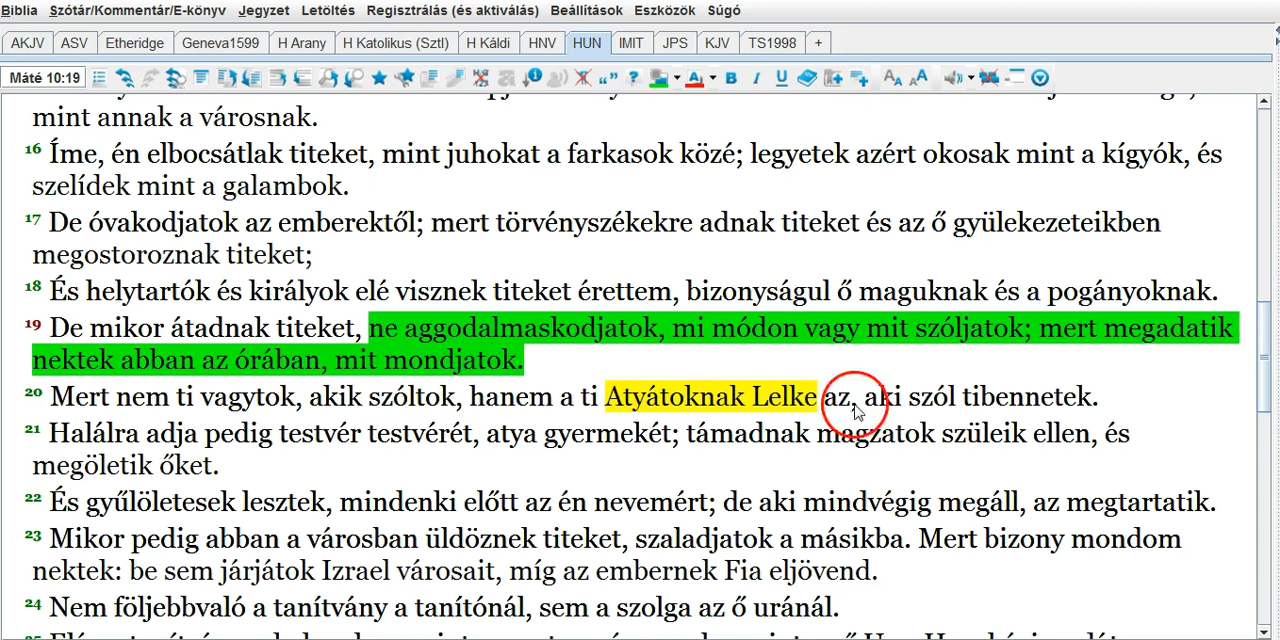 Biblia Szótár/Kommentár/E-könyv Jegyzet Letöltés Regisztrálás (és aktiválás) Beállítások Eszközök Súgó
AKJV ASV Etheridge Geneva1599 H Arany H Katolikus (Sztl) H Káldi HNV HUN IMIT JPS KJV TS1998 +
Máté 10:19
mint annak a városnak.
16 Íme, én elbocsátlak titeket, mint juhokat a farkasok közé; legyetek azért okosak mint a kígyók, és
szelídek mint a galambok.
17 De óvakodjatok az emberektől; mert törvényszékekre adnak titeket és az ő gyülekezeteikben
megostoroznak titeket;
18 És helytartók és királyok elé visznek titeket érettem, bizonyságul ő maguknak és a pogányoknak.
19 De mikor átadnak titeket, ne aggodalmaskodjatok, mi módon vagy mit szóljatok; mert megadatik
nektek abban az órában, mit mondjatok.
20 Mert nem ti vagytok, akik szóltok, hanem a ti Atyátoknak Lelke az, aki szól tibennetek.
21 Halálra adja pedig testvér testvérét, atya gyermekét; támadnak magzatok szüleik ellen, és
megöletik őket.
22 És gyűlöletesek lesztek, mindenki előtt az én nevemért; de aki mindvégig megáll, az megtartatik.
23 Mikor pedig abban a városban üldöznek titeket, szaladjatok a másikba. Mert bizony mondom
nektek: be sem járjátok Izrael városait, míg az embernek Fia eljövend.
24 Nem följebbvaló a tanítvány a tanítónál, sem a szolga az ő uránál.